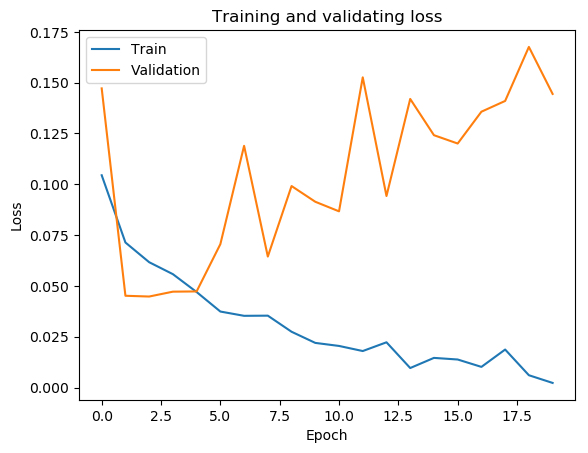 Training and validating loss
Train
Validation
0.175
0.150
0.125
0.100
0.075
0.050
0.025
0.000
Loss
0.0 2.5 5.0 7.5 10.0 12.5 15.0 17.5
Epoch